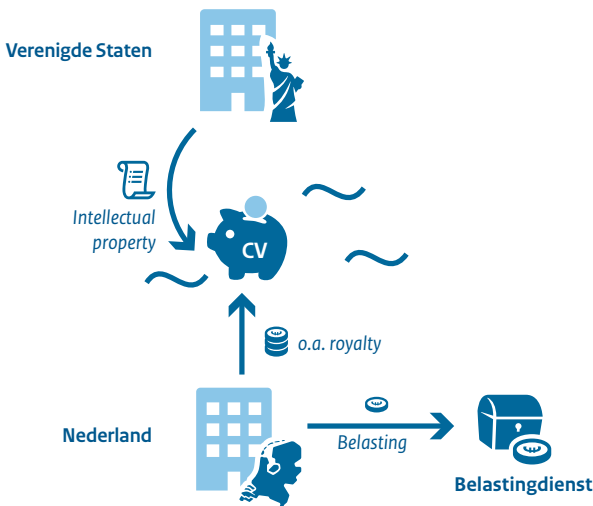 Verenigde Staten
Intellectual
property
CV
o.a. royalty
Nederland
Belasting
Belastingdienst